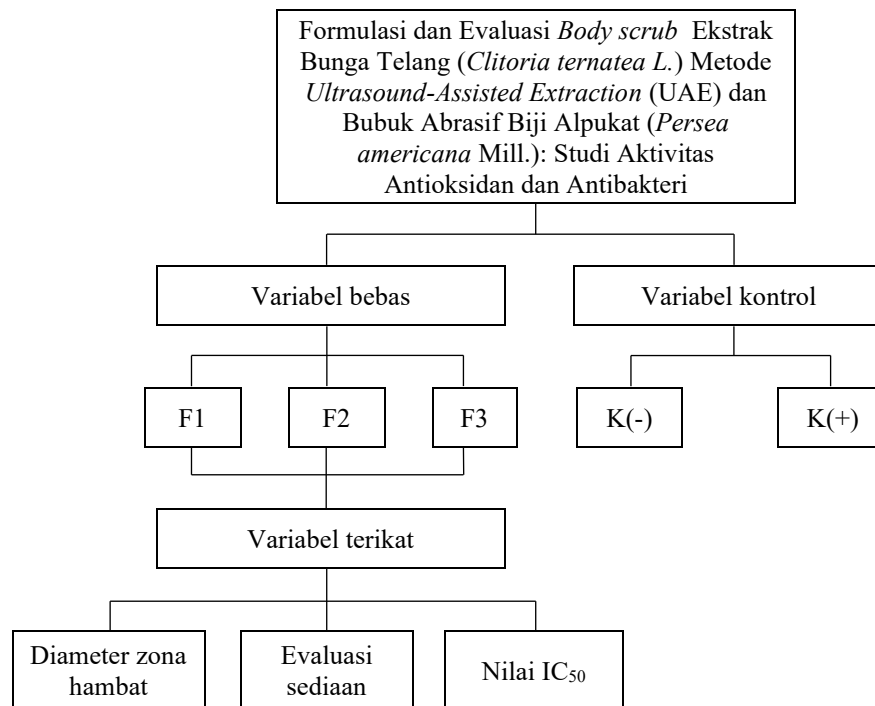 Formulasi dan Evaluasi Body scrub Ekstrak
Bunga Telang (Clitoria ternatea L.) Metode
Ultrasound-Assisted Extraction (UAE) dan
Bubuk Abrasif Biji Alpukat (Persea
americana Mill.): Studi Aktivitas
Antioksidan dan Antibakteri
Variabel bebas
Variabel kontrol
F1
F2
F3
K(-)
K(+)
Variabel terikat
Diameter zona
hambat
Evaluasi
sediaan
Nilai IC₅₀